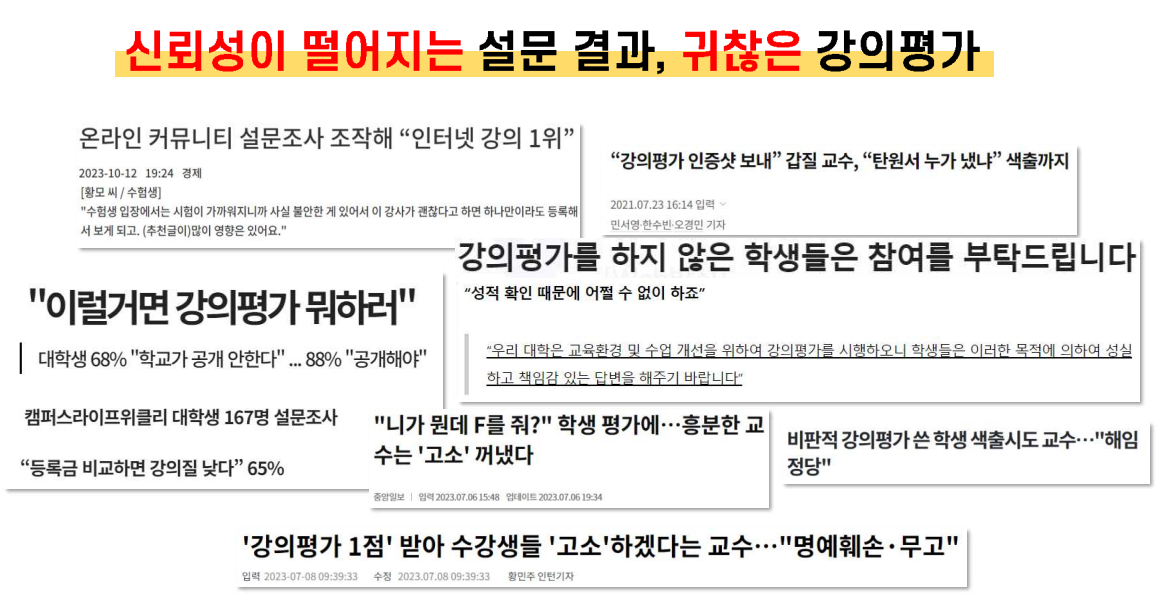 신뢰성이 떨어지는 설문 결과, 귀찮은 강의평가
온라인 커뮤니티 설문조사 조작해 “인터넷 강의 1위”
2023-10-12 19:24 경제
[황모 씨 / 수험생]
"수험생 입장에서는 시험이 가까워지니까 사실 불안한 게 있어서 이 강사가 괜찮다고 하면 하나만이라도 등록해
서 보게 되고. (추천글이)많이 영향은 있어요."
“강의평가 인증샷 보내” 갑질 교수, “탄원서 누가 냈냐” 색출까지
2021.07.23 16:14 입력
민서영·한수빈·오경민 기자
강의평가를 하지 않은 학생들은 참여를 부탁드립니다
“성적 확인 때문에 어쩔 수 없이 하죠”
“우리 대학은 교육환경 및 수업 개선을 위하여 강의평가를 시행하오니 학생들은 이러한 목적에 의하여 성실
하고 책임감 있는 답변을 해주기 바랍니다”
"이럴거면 강의평가 뭐하러"
대학생 68% "학교가 공개 안한다" ... 88% "공개해야"
캠퍼스라이프위클리 대학생 167명 설문조사
“등록금 비교하면 강의질 낮다” 65%
"니가 뭔데 F를 줘?" 학생 평가에…흥분한 교
수는 '고소' 꺼냈다
중앙일보 | 입력 2023.07.06 15:48 업데이트 2023.07.06 19:34
비판적 강의평가 쓴 학생 색출시도 교수…"해임
정당"
'강의평가 1점' 받아 수강생들 '고소'하겠다는 교수…"명예훼손·무고"
입력 2023-07-08 09:39:33 수정 2023.07.08 09:39:33 황민주 인턴기자